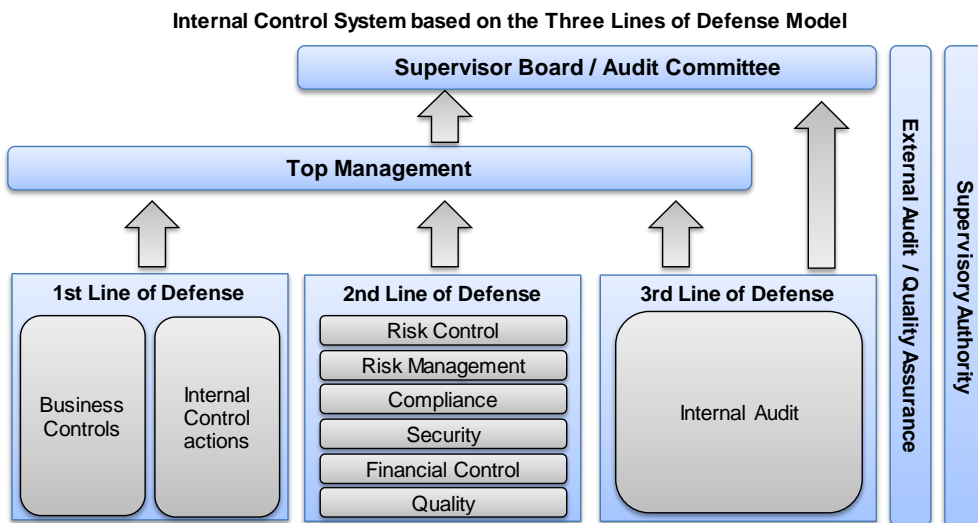 Internal Control System based on the Three Lines of Defense Model
Supervisor Board / Audit Committee
Top Management
1st Line of Defense
Business
Controls
Internal
Control
actions
2nd Line of Defense
Risk Control
Risk Management
Compliance
Security
Financial Control
Quality
3rd Line of Defense
Internal Audit
External Audit / Quality Assurance
Supervisory Authority